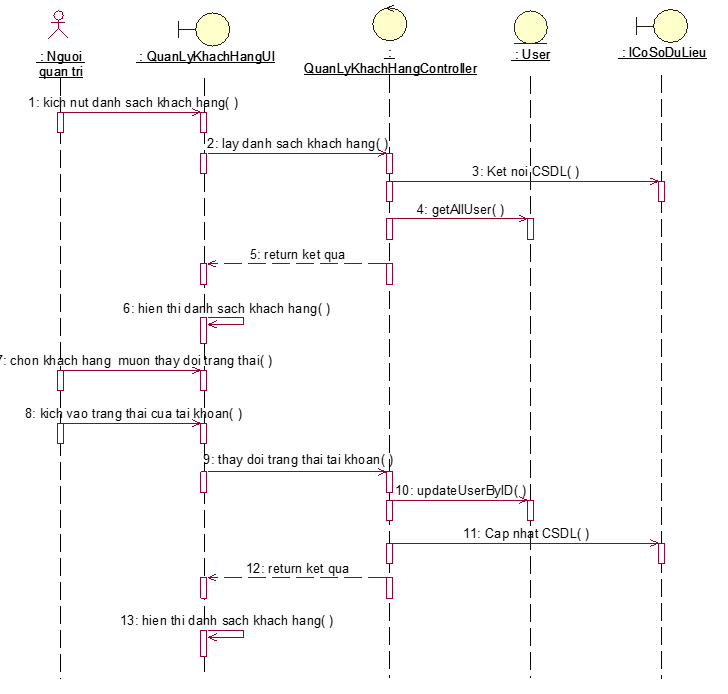 : Nguoi
quan tri
: QuanLyKhachHangUI
:
QuanLyKhachHangController
: User
: ICoSoDuLieu
1: kich nut danh sach khach hang( )
2: lay danh sach khach hang( )
3: Ket noi CSDL( )
4: getAllUser( )
5: return ket qua
6: hien thi danh sach khach hang( )
7: chon khach hang muon thay doi trang thai( )
8: kich vao trang thai cua tai khoan( )
9: thay doi trang thai tai khoan( )
10: updateUserByID( )
11: Cap nhat CSDL( )
12: return ket qua
13: hien thi danh sach khach hang( )